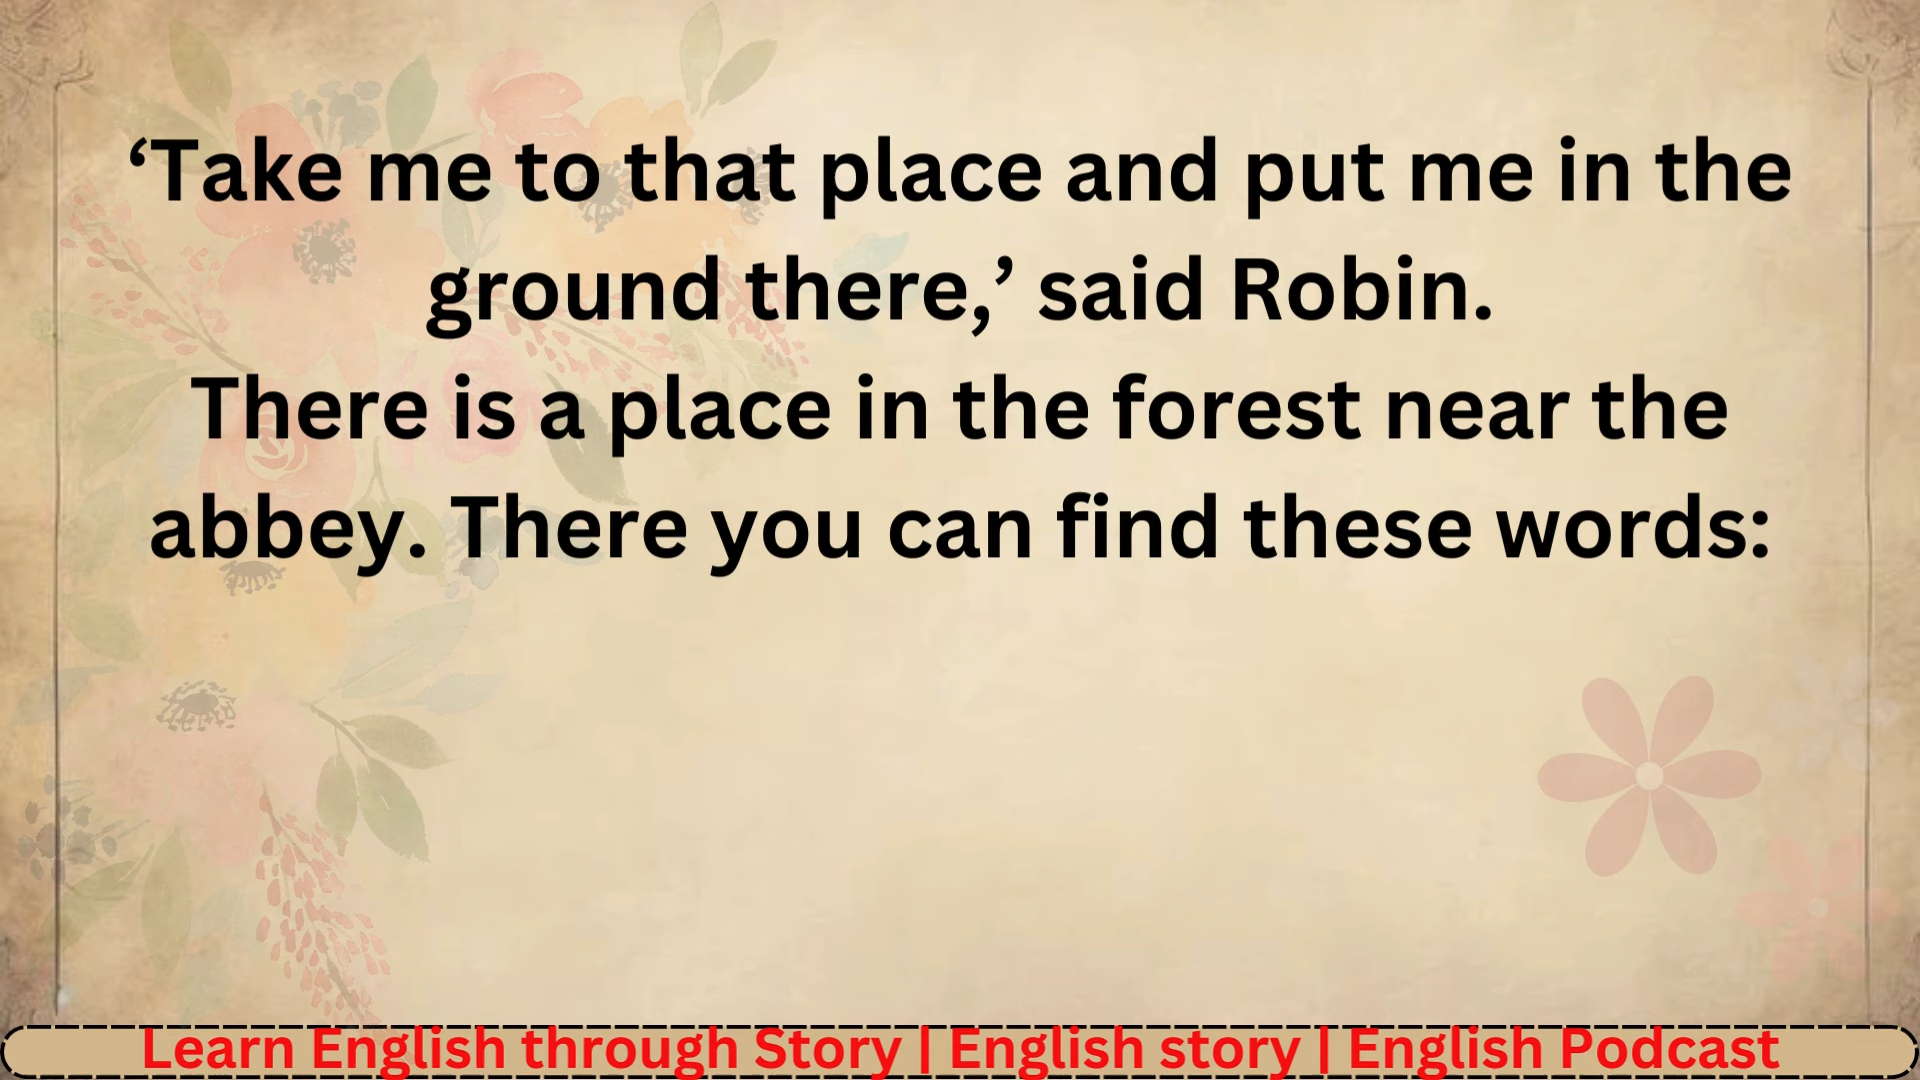 ‘Take me to that place and put me in the
ground there,’ said Robin.
There is a place in the forest near the
abbey. There you can find these words:
Learn English through Story | English story | English Podcast